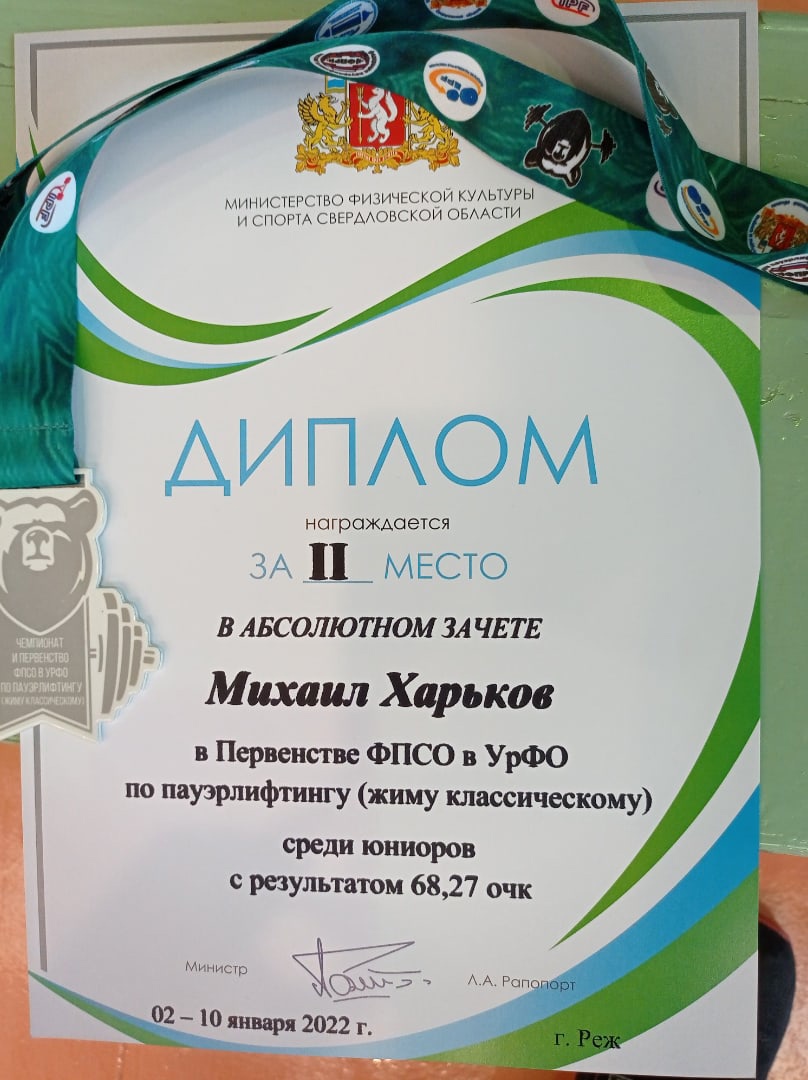 IPF
IPF
МИНИСТЕРСТВО ФИЗИЧЕСКОЙ КУЛЬТУРЫ
И СПОРТА СВЕРДЛОВСКОЙ ОБЛАСТИ
ДИПЛОМ
награждается
ЗА II МЕСТО
В АБСОЛЮТНОМ ЗАЧЕТЕ
Михаил Харьков
в Первенстве ФПСО в УрФО
по пауэрлифтингу (жиму классическому)
среди юниоров
с результатом 68,27 очк
Министр
Л.А. Рапопорт
02 – 10 января 2022 г.
г. Реж
ЧЕМПИОНАТ
И ПЕРВЕНСТВО
ФПСО В УРФО
ПО ПАУЭРЛИФТИНГУ
(ЖИМУ КЛАССИЧЕСКОМУ)